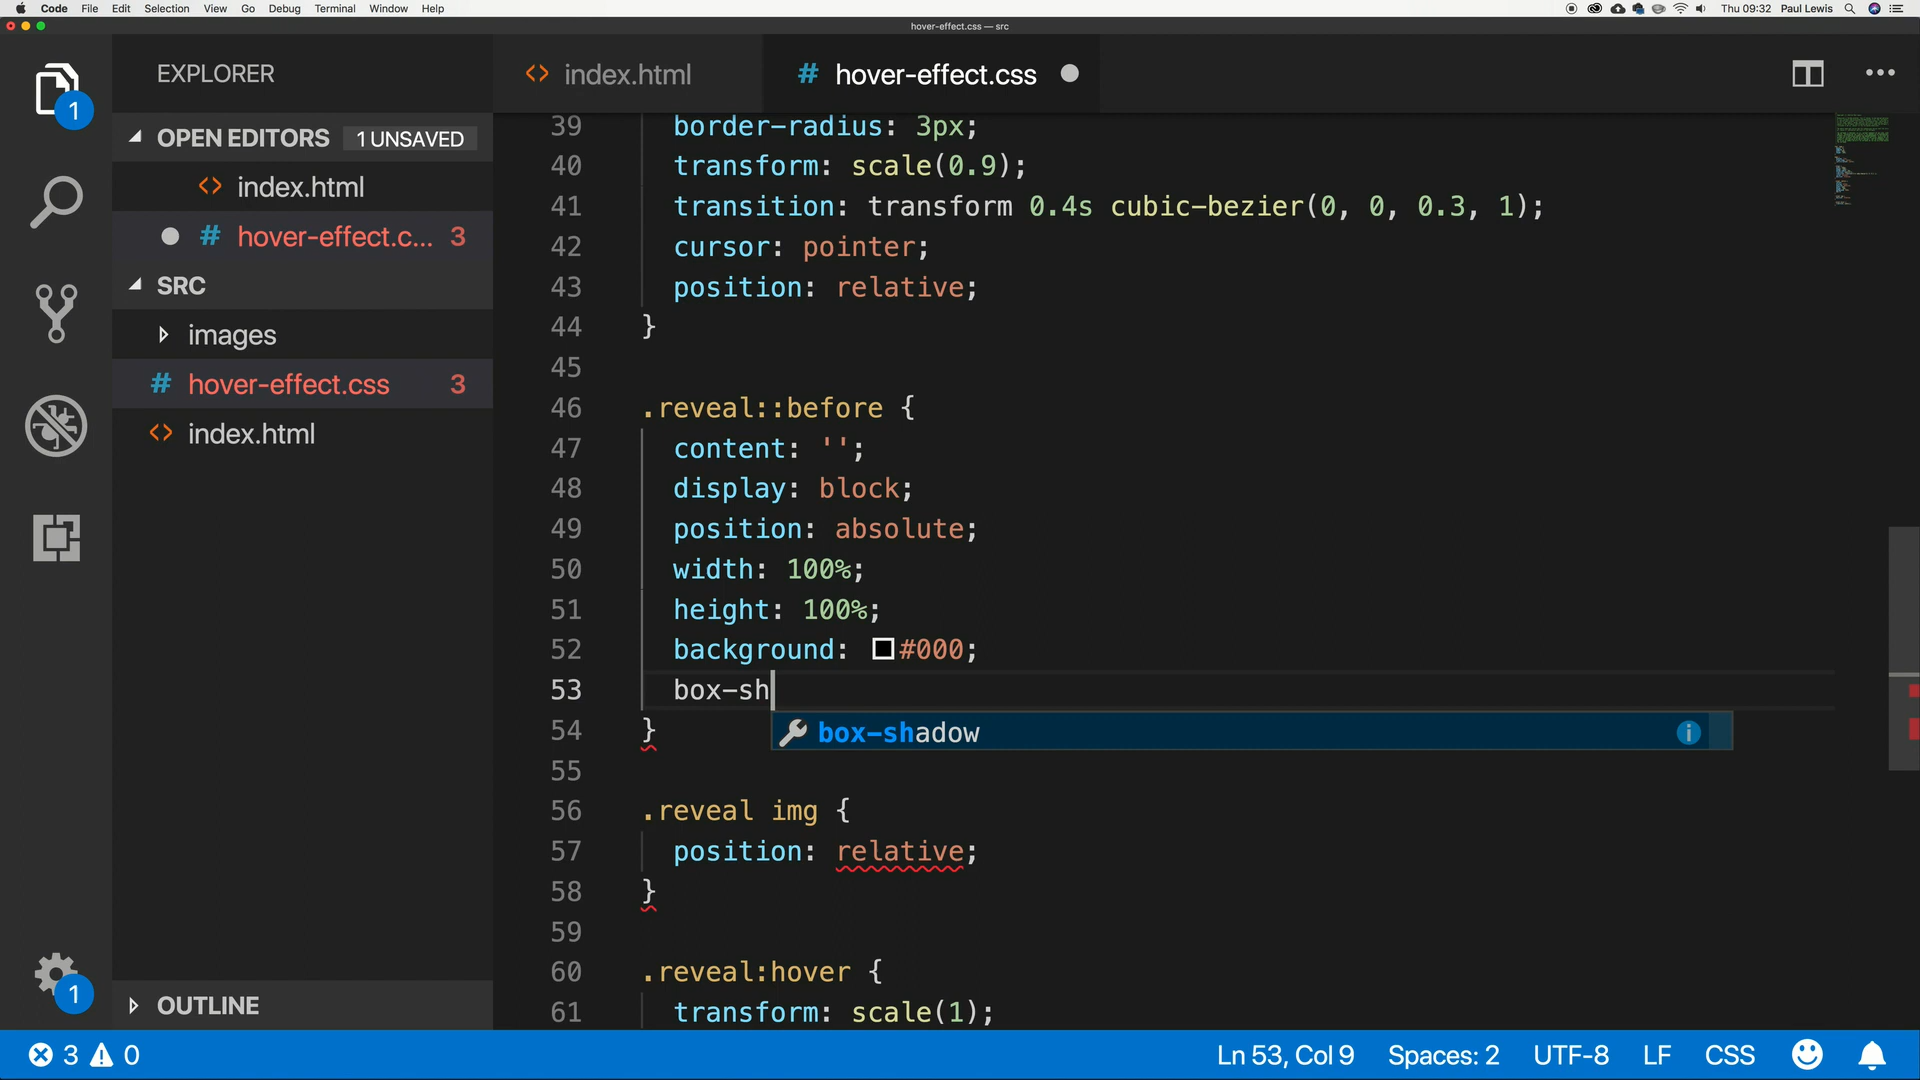 Code File Edit Selection View Go Debug Terminal Window Help
Thu 09:32 Paul Lewis
hover-effect.css — src
EXPLORER
OPEN EDITORS 1 UNSAVED
index.html
# hover-effect.c... 3
SRC
images
# hover-effect.css 3
index.html
OUTLINE
1
1
index.html
# hover-effect.css
39 border-radius: 3px;
40 transform: scale(0.9);
41 transition: transform 0.4s cubic-bezier(0, 0, 0.3, 1);
42 cursor: pointer;
43 position: relative;
44 }
45
46 .reveal::before {
47 content: '';
48 display: block;
49 position: absolute;
50 width: 100%;
51 height: 100%;
52 background: #000;
53 box-sh
box-shadow
54 }
55
56 .reveal img {
57 position: relative;
58 }
59
60 .reveal:hover {
61 transform: scale(1);
3 0
Ln 53, Col 9 Spaces: 2 UTF-8 LF CSS